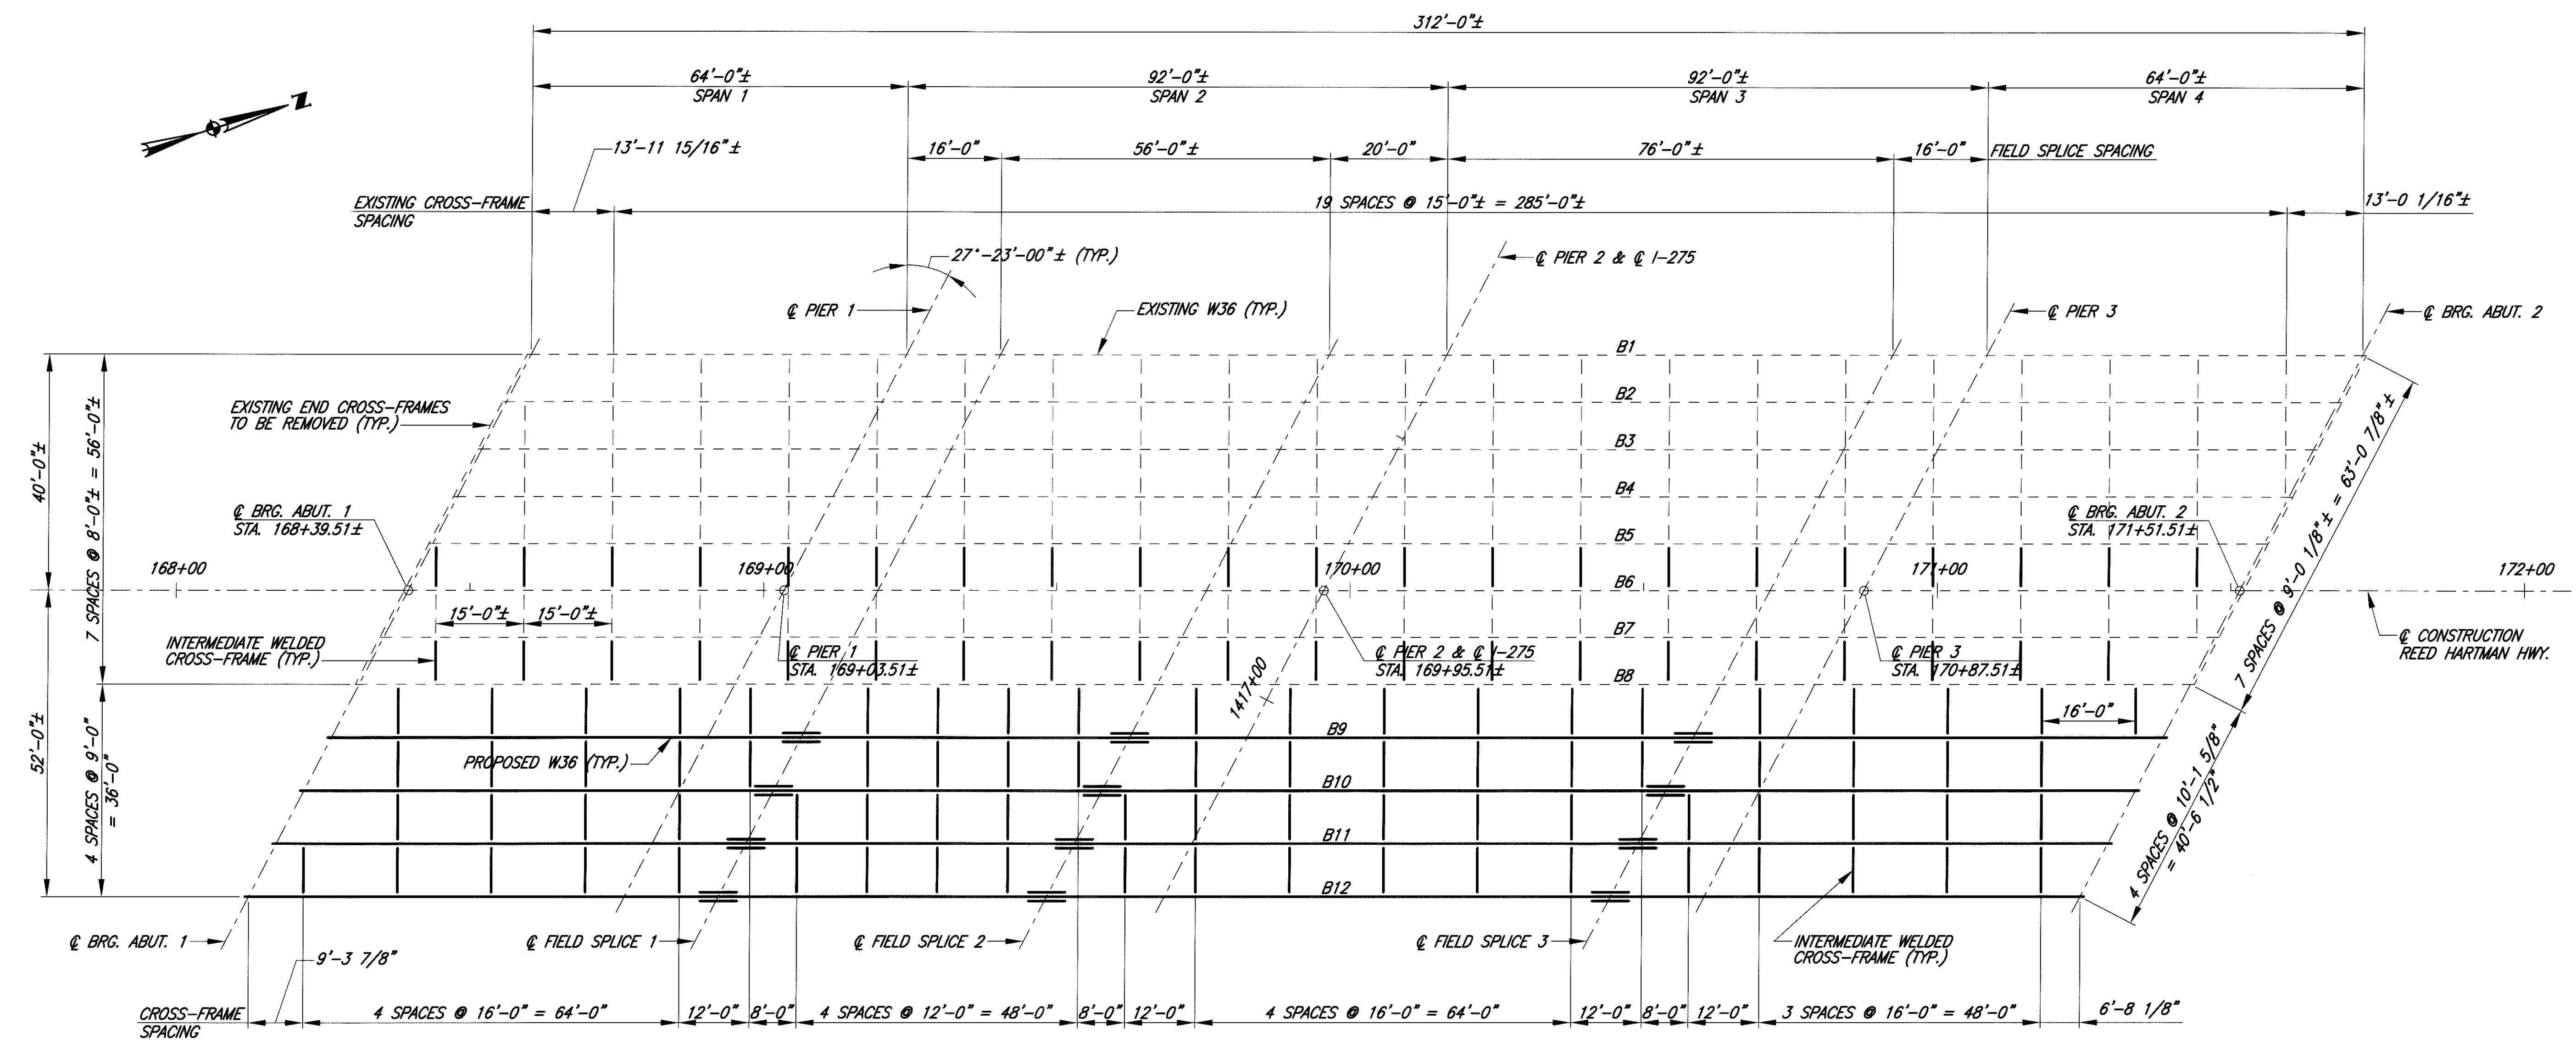 312'-0"±
64'-0"±
SPAN 1
92'-0"±
SPAN 2
92'-0"±
SPAN 3
64'-0"±
SPAN 4
N
13'-11 15/16"±
16'-0"
56'-0"±
20'-0"
76'-0"±
16'-0"
FIELD SPLICE SPACING
EXISTING CROSS-FRAME
SPACING
19 SPACES @ 15'-0"± = 285'-0"±
13'-0 1/16"±
27°-23'-00"± (TYP.)
℄ PIER 2 & ℄ I-275
℄ PIER 1
EXISTING W36 (TYP.)
℄ PIER 3
℄ BRG. ABUT. 2
B1
B2
B3
B4
B5
B6
B7
B8
B9
B10
B11
B12
EXISTING END CROSS-FRAMES
TO BE REMOVED (TYP.)
40'-0"±
7 SPACES @ 8'-0"± = 56'-0"±
52'-0"±
4 SPACES @ 9'-0"
= 36'-0"
℄ BRG. ABUT. 1
STA. 168+39.51±
℄ BRG. ABUT. 2
STA. 171+51.51±
168+00
169+00
170+00
171+00
172+00
15'-0"±
15'-0"±
INTERMEDIATE WELDED
CROSS-FRAME (TYP.)
℄ PIER 1
STA. 169+03.51±
℄ PIER 2 & ℄ I-275
STA. 169+95.51±
℄ PIER 3
STA. 170+87.51±
℄ CONSTRUCTION
REED HARTMAN HWY.
7 SPACES @ 9'-0 1/8"± = 63'-0 7/8"±
1417+00
16'-0"
PROPOSED W36 (TYP.)
4 SPACES @ 10'-1 5/8"
= 40'-6 1/2"
℄ BRG. ABUT. 1
℄ FIELD SPLICE 1
℄ FIELD SPLICE 2
℄ FIELD SPLICE 3
INTERMEDIATE WELDED
CROSS-FRAME (TYP.)
9'-3 7/8"
CROSS-FRAME
SPACING
4 SPACES @ 16'-0" = 64'-0"
12'-0"
8'-0"
4 SPACES @ 12'-0" = 48'-0"
8'-0"
12'-0"
4 SPACES @ 16'-0" = 64'-0"
12'-0"
8'-0"
12'-0"
3 SPACES @ 16'-0" = 48'-0"
6'-8 1/8"